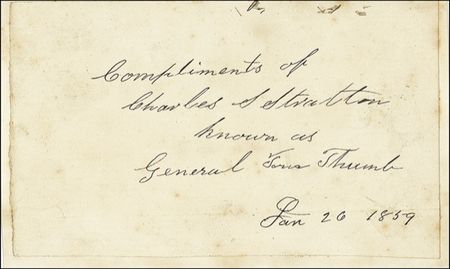 Compliments of
Charles S Stratton
known as
General Tom Thumb
Jan 26 1859